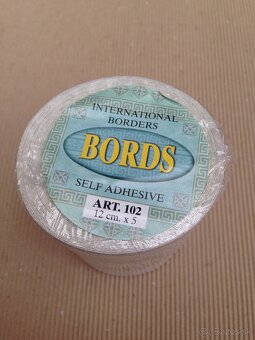 INTERNATIONAL
BORDERS
BORDS
SELF ADHESIVE
ART. 102
12 cm. x 5